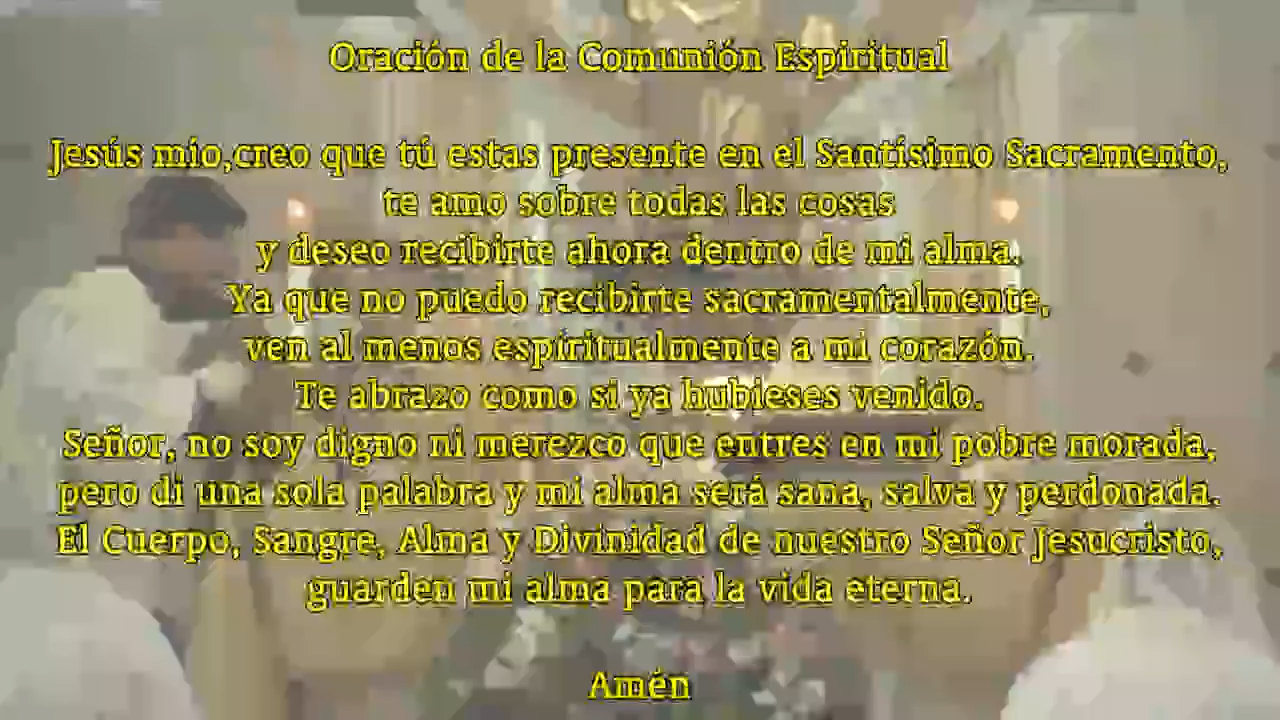 Oración de la Comunión Espiritual
Jesús mío,creo que tú estas presente en el Santísimo Sacramento,
te amo sobre todas las cosas
y deseo recibirte ahora dentro de mi alma.
Ya que no puedo recibirte sacramentalmente,
ven al menos espiritualmente a mi corazón.
Te abrazo como si ya hubieses venido.
Señor, no soy digno ni merezco que entres en mi pobre morada,
pero di una sola palabra y mi alma será sana, salva y perdonada.
El Cuerpo, Sangre, Alma y Divinidad de nuestro Señor Jesucristo,
guarden mi alma para la vida eterna.
Amén